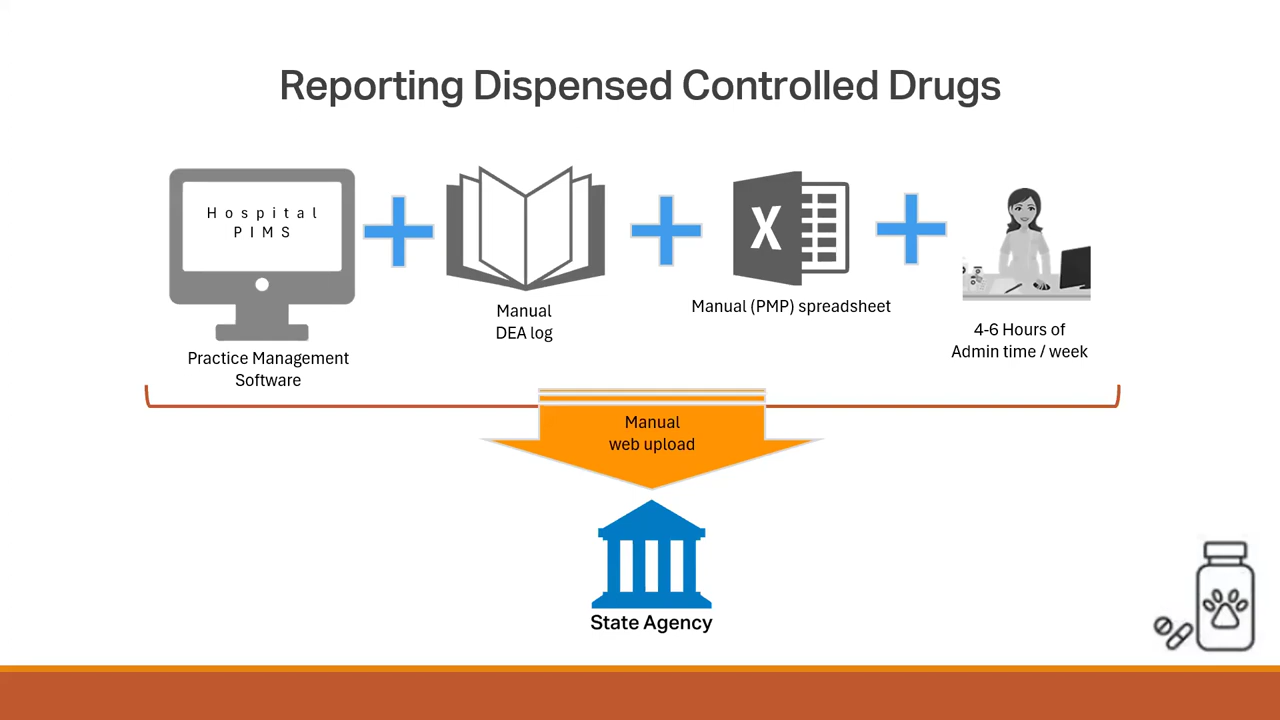 Reporting Dispensed Controlled Drugs
Hospital
PIMS
Practice Management
Software
Manual
DEA log
X
Manual (PMP) spreadsheet
4-6 Hours of
Admin time / week
Manual
web upload
State Agency